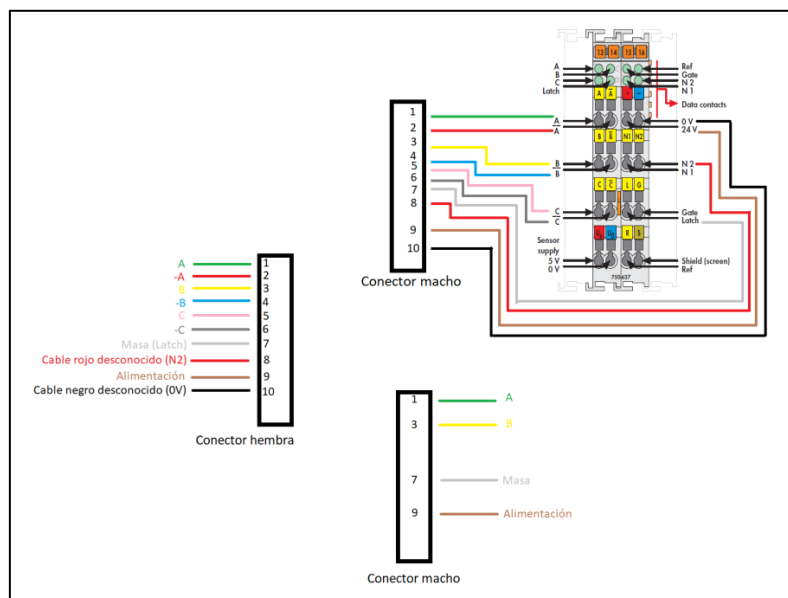 13 14 15 16
A
B
C
Latch
Ref
Gate
N 2
N 1
Data contacts
A A + −
A
A
0 V
24 V
B B N1 N2
B
B
N 2
N 1
C C L G
C
C
Gate
Latch
R S
Sensor
supply
5 V
0 V
Shield (screen)
Ref
750-637
1
2
3
4
5
6
7
8
9
10
Conector macho
A 1
-A 2
B 3
-B 4
C 5
-C 6
Masa (Latch) 7
Cable rojo desconocido (N2) 8
Alimentación 9
Cable negro desconocido (0V) 10
Conector hembra
1 A
3 B
7 Masa
9 Alimentación
Conector macho